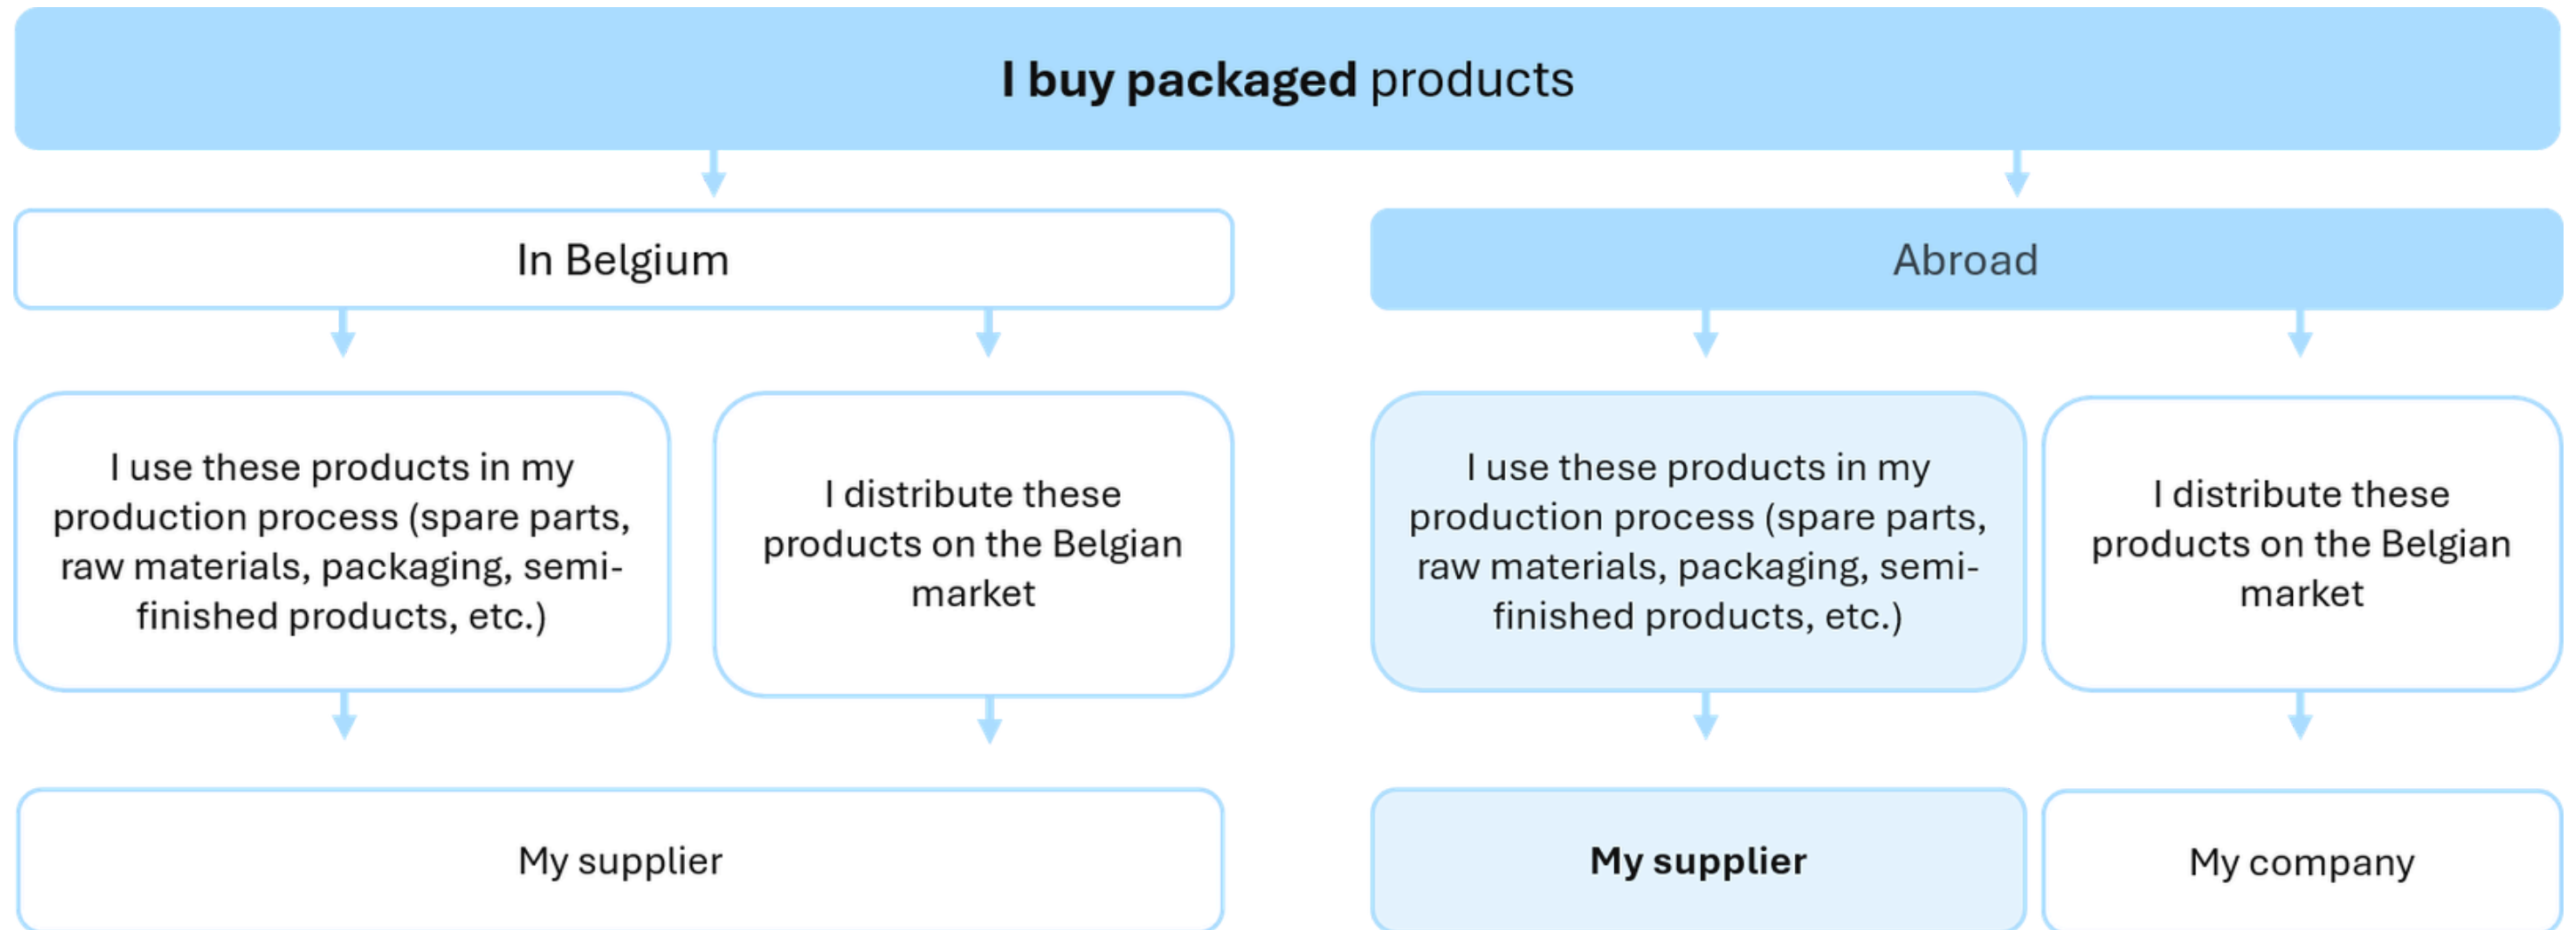 I buy packaged products
In Belgium
Abroad
I use these products in my
production process (spare parts,
raw materials, packaging, semi-
finished products, etc.)
I distribute these
products on the Belgian
market
I use these products in my
production process (spare parts,
raw materials, packaging, semi-
finished products, etc.)
I distribute these
products on the Belgian
market
My supplier
My supplier
My company